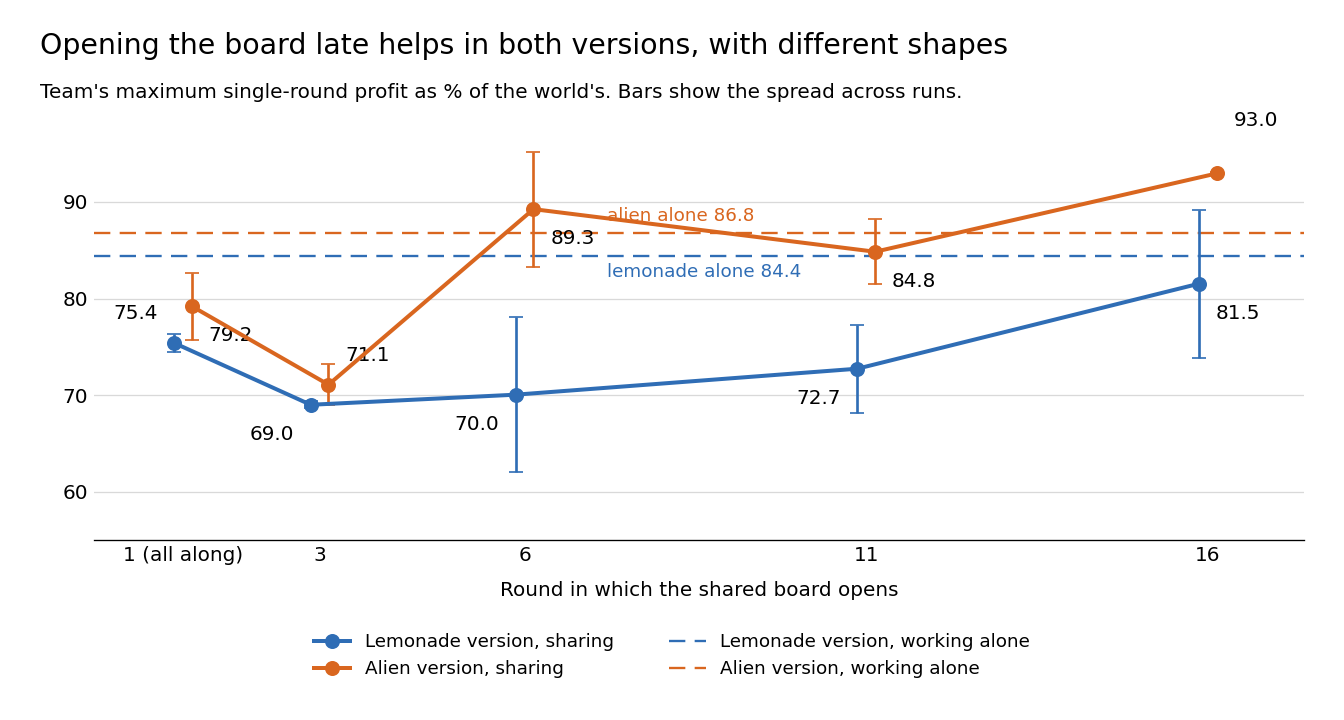 Opening the board late helps in both versions, with different shapes
Team's maximum single-round profit as % of the world's. Bars show the spread across runs.
93.0
90
alien alone 86.8
89.3
lemonade alone 84.4
84.8
80
75.4
79.2
81.5
71.1
70
72.7
69.0
70.0
60
1 (all along)
3
6
11
16
Round in which the shared board opens
Lemonade version, sharing
Alien version, sharing
Lemonade version, working alone
Alien version, working alone